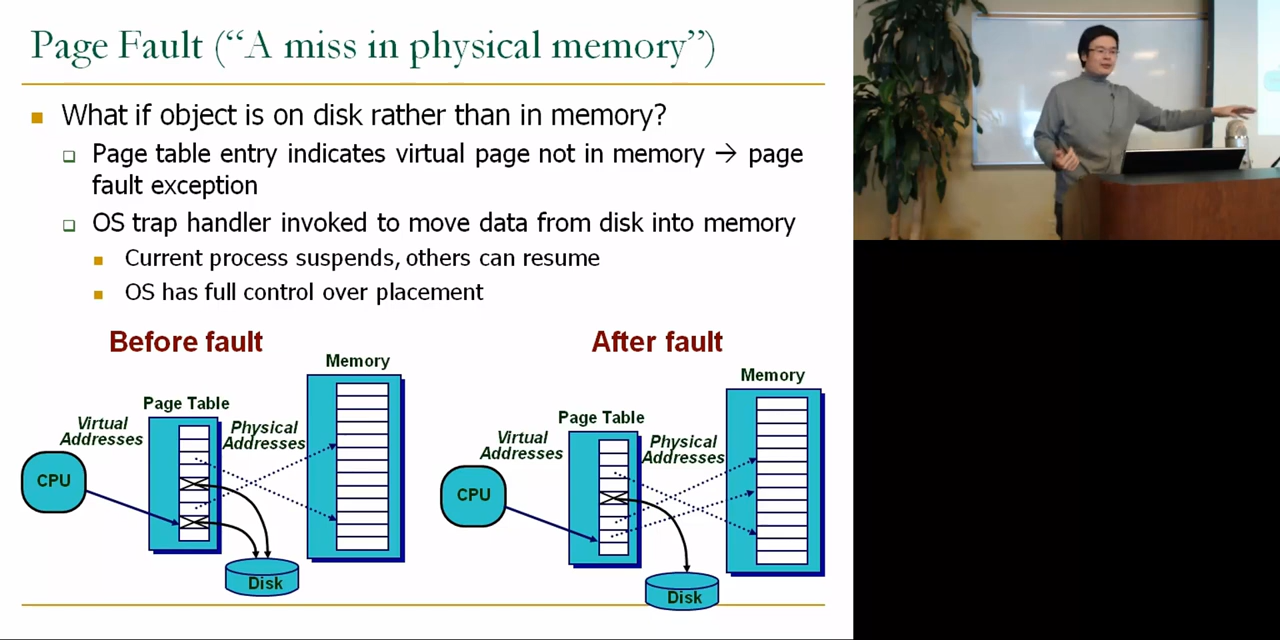 Page Fault (“A miss in physical memory”)
What if object is on disk rather than in memory?
Page table entry indicates virtual page not in memory → page
fault exception
OS trap handler invoked to move data from disk into memory
Current process suspends, others can resume
OS has full control over placement
Before fault
Memory
Page Table
Virtual
Addresses
Physical
Addresses
CPU
Disk
After fault
Memory
Page Table
Virtual
Addresses
Physical
Addresses
CPU
Disk